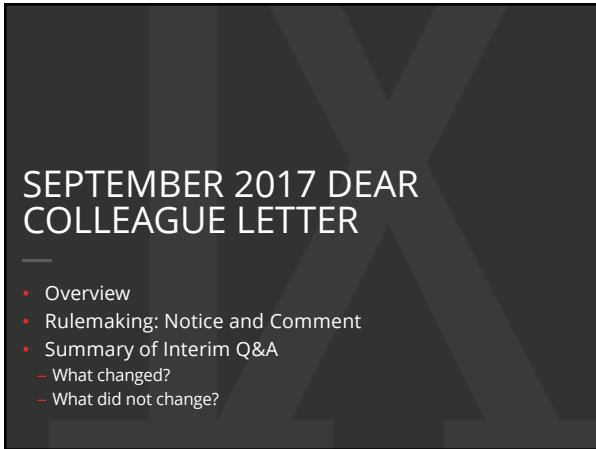 SEPTEMBER 2017 DEAR
COLLEAGUE LETTER
• Overview
• Rulemaking: Notice and Comment
• Summary of Interim Q&A
– What changed?
– What did not change?
IX